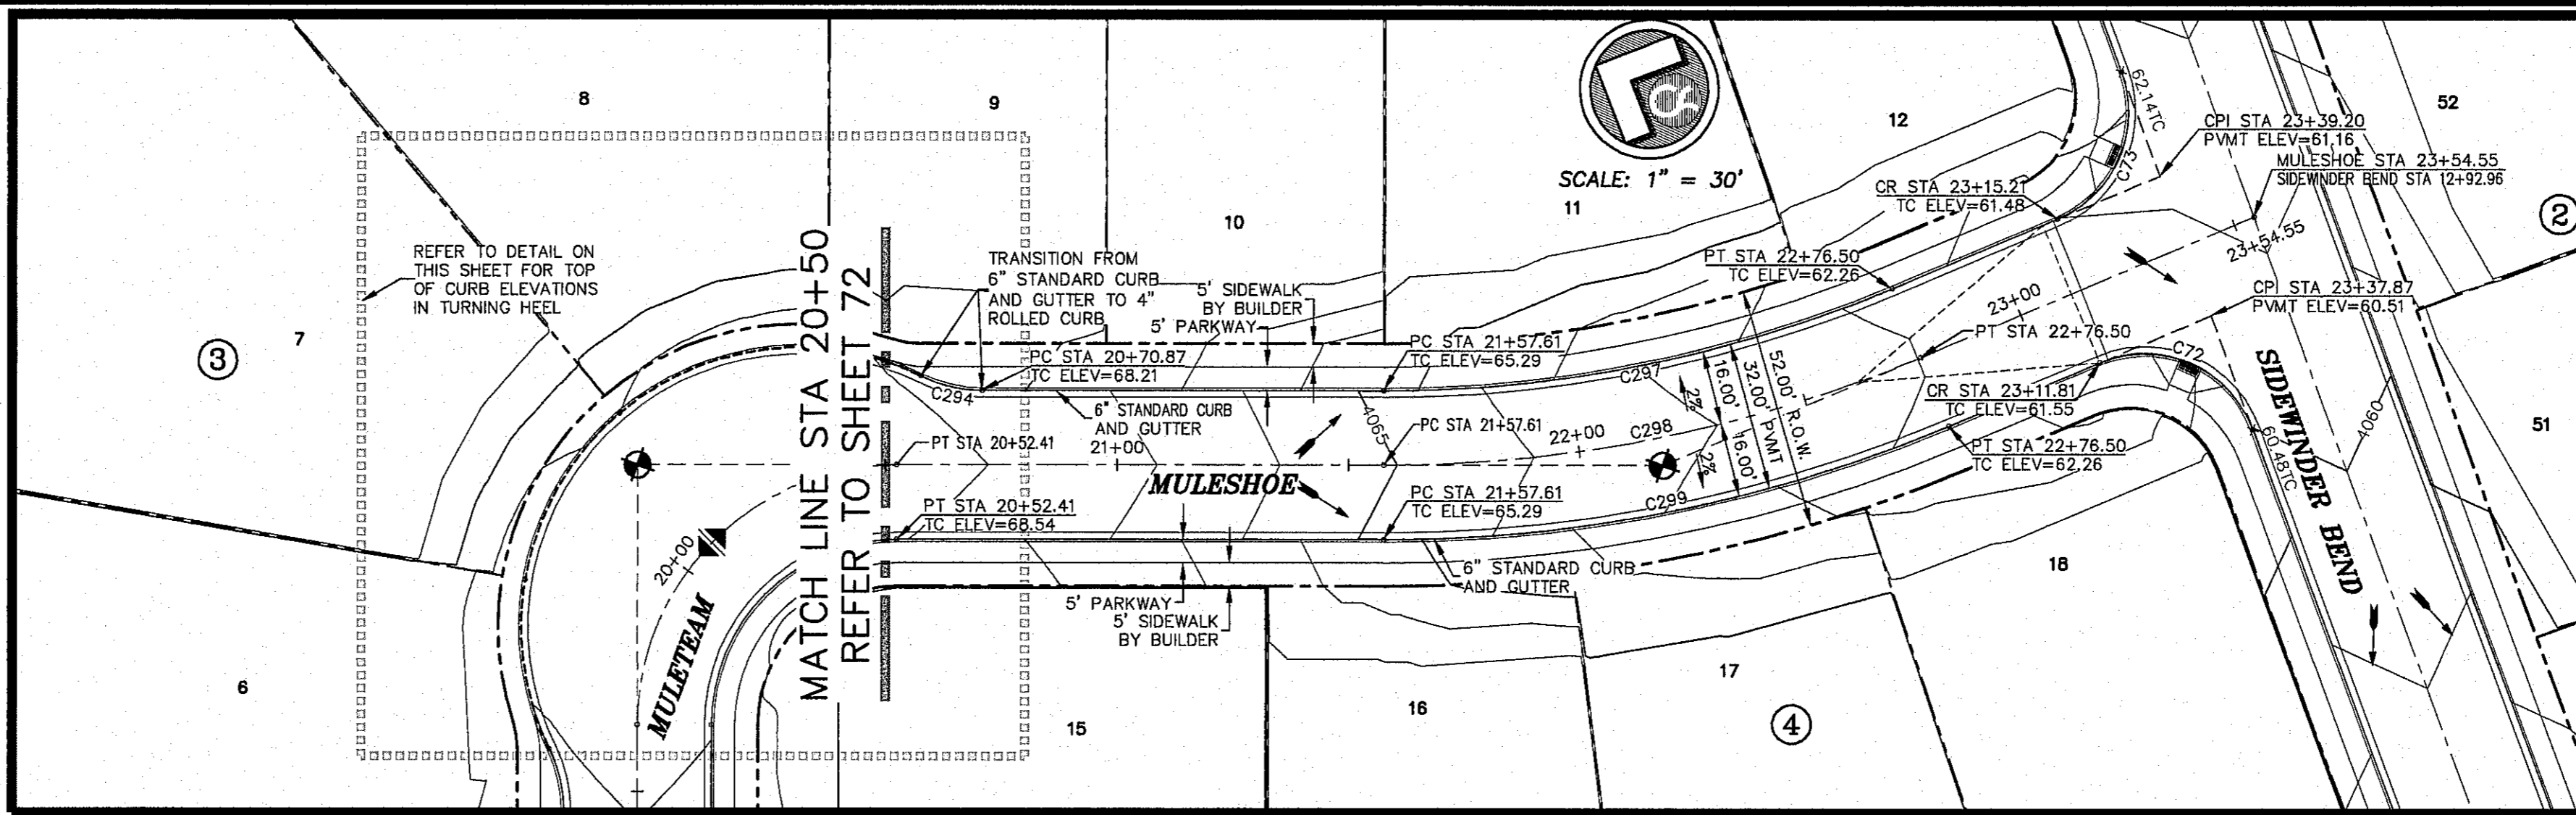 8
9
10
11
12
52
2
51
18
17
4
16
15
6
7
3
SCALE: 1" = 30'
REFER TO DETAIL ON
THIS SHEET FOR TOP
OF CURB ELEVATIONS
IN TURNING HEEL
MATCH LINE STA 20+50
REFER TO SHEET 72
TRANSITION FROM
6" STANDARD CURB
AND GUTTER TO 4"
ROLLED CURB
5' SIDEWALK
BY BUILDER
5' PARKWAY
PC STA 20+70.87
TC ELEV=68.21
C294
6" STANDARD CURB
AND GUTTER
21+00
PT STA 20+52.41
PT STA 20+52.41
TC ELEV=68.54
MULESHOE
5' PARKWAY
5' SIDEWALK
BY BUILDER
20+00
MULETEAM
PC STA 21+57.61
TC ELEV=65.29
4065
PC STA 21+57.61
PC STA 21+57.61
TC ELEV=65.29
22+00
C298
C297
C299
2%
2%
16.00'
16.00'
32.00' PVMT
52.00' R.O.W.
6" STANDARD CURB
AND GUTTER
PT STA 22+76.50
TC ELEV=62.26
CR STA 23+15.21
TC ELEV=61.48
62.14TC
C73
CPI STA 23+39.20
PVMT ELEV=61.16
MULESHOE STA 23+54.55
SIDEWINDER BEND STA 12+92.96
23+54.55
23+00
CPI STA 23+37.87
PVMT ELEV=60.51
PT STA 22+76.50
C72
CR STA 23+11.81
TC ELEV=61.55
PT STA 22+76.50
TC ELEV=62.26
60.48TC
4060
SIDEWINDER BEND